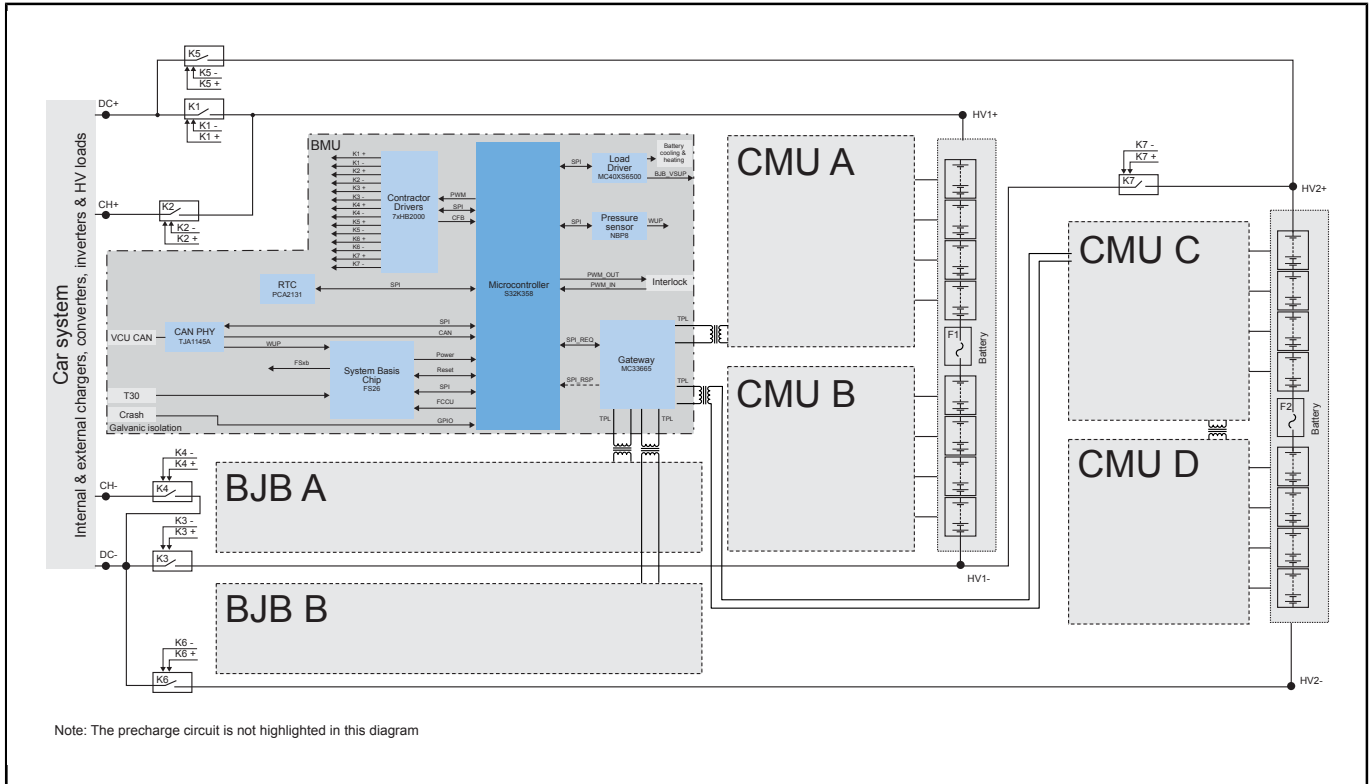 K5
K5 -
K5 +
DC+
K1
K1 -
K1 +
HV1+
CH+
K2
K2 -
K2 +
Car system
Internal & external chargers, converters, inverters & HV loads
BMU
K1 +
K1 -
K2 +
K2 -
K3 +
K3 -
K4 +
K4 -
K5 +
K5 -
K6 +
K6 -
K7 +
K7 -
Contractor
Drivers
7xHB2000
PWM
SPI
CFB
Microcontroller
S32K358
SPI
Load
Driver
MC40XS6500
Battery
cooling &
heating
BJB_VSUP
SPI
Pressure
sensor
NBP8
WUP
PWM_OUT
PWM_IN
Interlock
RTC
PCA2131
SPI
VCU CAN
CAN PHY
TJA1145A
SPI
CAN
WUP
FSxb
System Basis
Chip
FS26
Power
Reset
SPI
FCCU
T30
Crash
GPIO
Galvanic isolation
SPI_REQ
SPI_RSP
Gateway
MC33665
TPL
TPL
TPL
TPL
CMU A
CMU B
F1
Battery
HV1-
K7 -
K7 +
K7
HV2+
CMU C
CMU D
F2
Battery
HV2-
K4 -
K4 +
CH-
K4
K3 -
K3 +
DC-
K3
K6 -
K6 +
K6
BJB A
BJB B
Note: The precharge circuit is not highlighted in this diagram